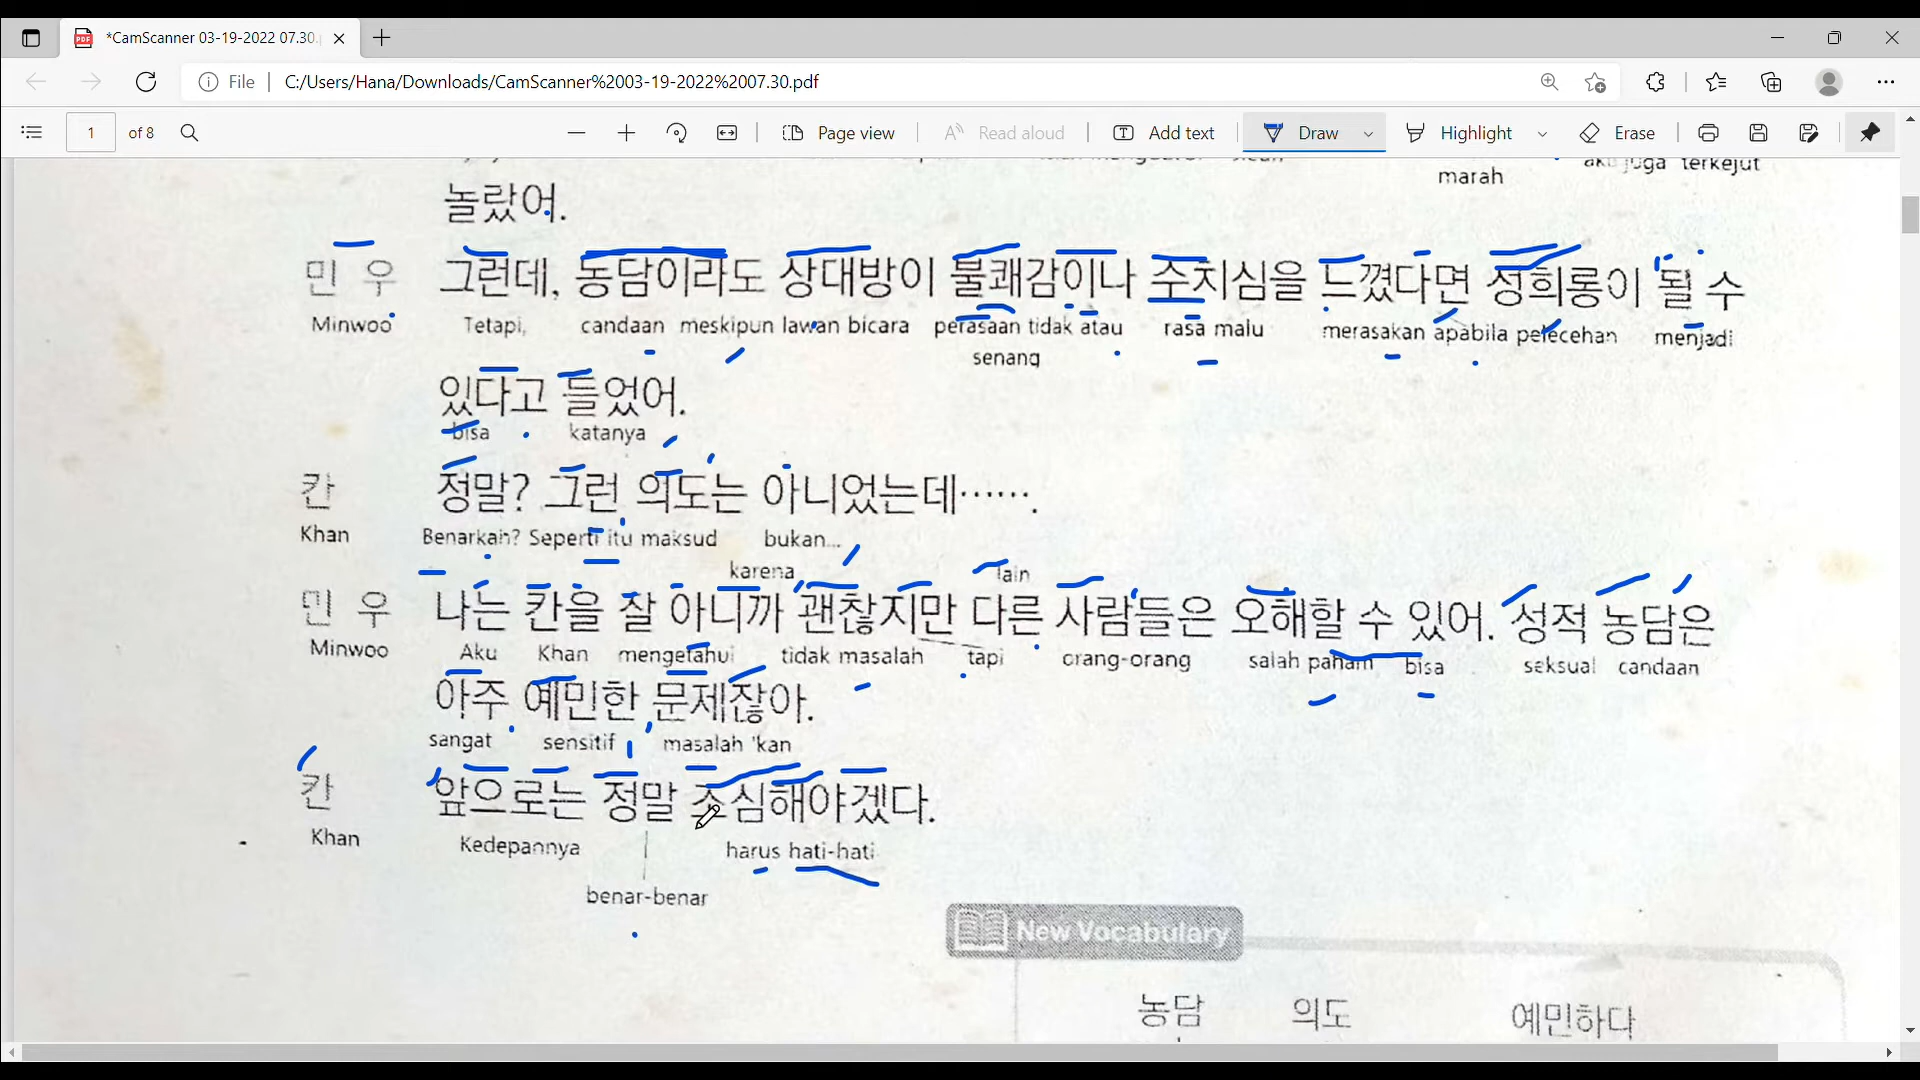 *CamScanner 03-19-2022 07.30.
File
C:/Users/Hana/Downloads/CamScanner%2003-19-2022%2007.30.pdf
1 of 8
Page view
Read aloud
Add text
Draw
Highlight
Erase
marah
aku juga terkejut
놀랐어.
민우 그런데, 농담이라도 상대방이 불쾌감이나 수치심을 느꼈다면 성희롱이 될 수
Minwoo Tetapi, candaan meskipun lawan bicara perasaan tidak atau rasa malu merasakan apabila pelecehan menjadi
senang
있다고 들었어.
bisa katanya
칸 정말? 그런 의도는 아니었는데…….
Khan Benarkah? Seperti itu maksud bukan...
karena lain
민우 나는 칸을 잘 아니까 괜찮지만 다른 사람들은 오해할 수 있어. 성적 농담은
Minwoo Aku Khan mengetahui tidak masalah tapi orang-orang salah paham bisa seksual candaan
아주 예민한 문제잖아.
sangat sensitif masalah 'kan
칸 앞으로는 정말 조심해야겠다.
Khan Kedepannya harus hati-hati
benar-benar
New Vocabulary
농담 의도 예민하다